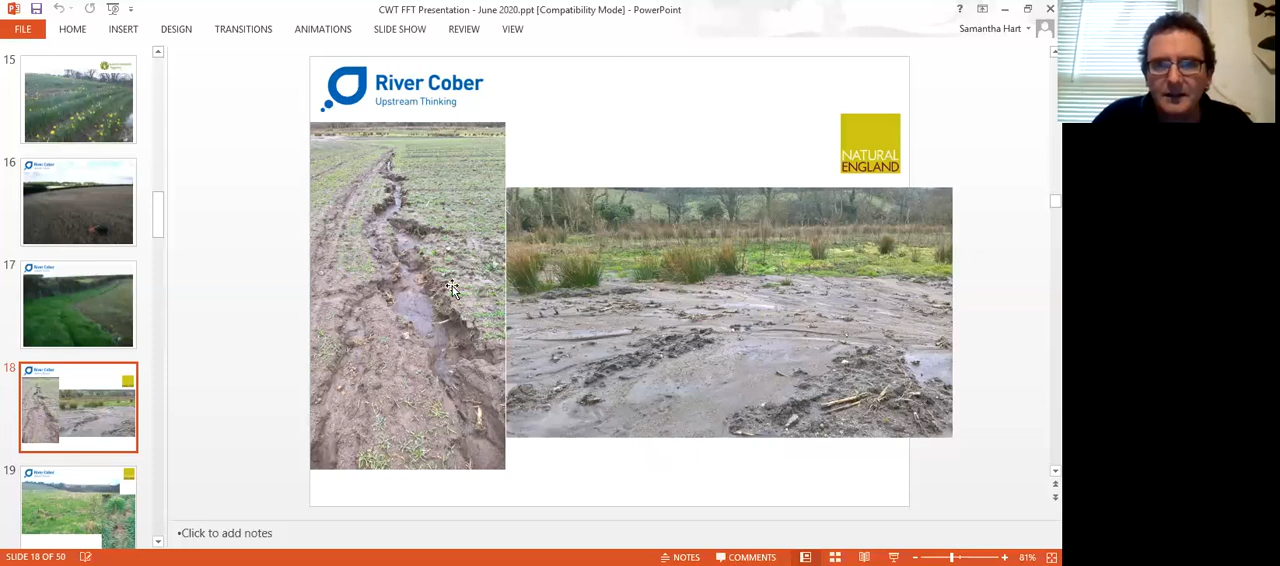 CWT FFT Presentation - June 2020.ppt [Compatibility Mode] - PowerPoint
FILE HOME INSERT DESIGN TRANSITIONS ANIMATIONS SLIDE SHOW REVIEW VIEW
Samantha Hart
15
16
17
18
19
River Cober
Upstream Thinking
NATURAL
ENGLAND
•Click to add notes
SLIDE 18 OF 50
NOTES COMMENTS
81%